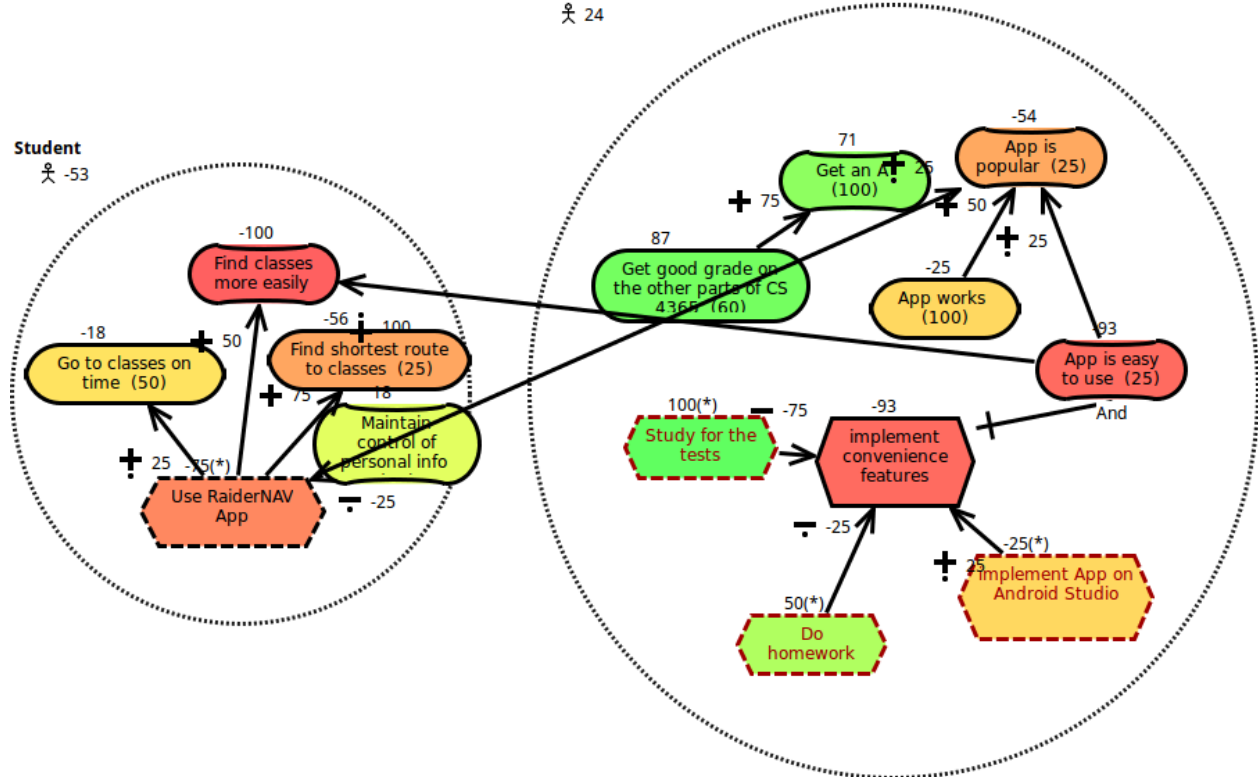 24
Student
-53
-100
Find classes
more easily
-18
Go to classes on
time (50)
50
-56
100
Find shortest route
to classes (25)
75
18
Maintain
control of
personal info
25
-75(*)
Use RaiderNAV
App
-25
71
Get an A
(100)
25
75
87
Get good grade on
the other parts of CS
4365 (60)
-54
App is
popular (25)
50
25
-25
App works
(100)
-93
App is easy
to use (25)
And
100(*)
Study for the
tests
-75
-93
implement
convenience
features
-25
50(*)
Do
homework
-25(*)
25
Implement App on
Android Studio